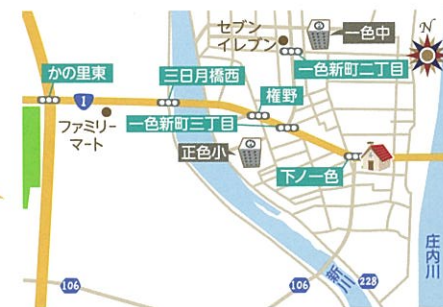 セブン
イレブン
一色中
N
かの里東
三日月橋西
一色新町二丁目
1
権野
ファミリー
マート
一色新町三丁目
正色小
下ノ一色
庄内川
新川
106
106
228